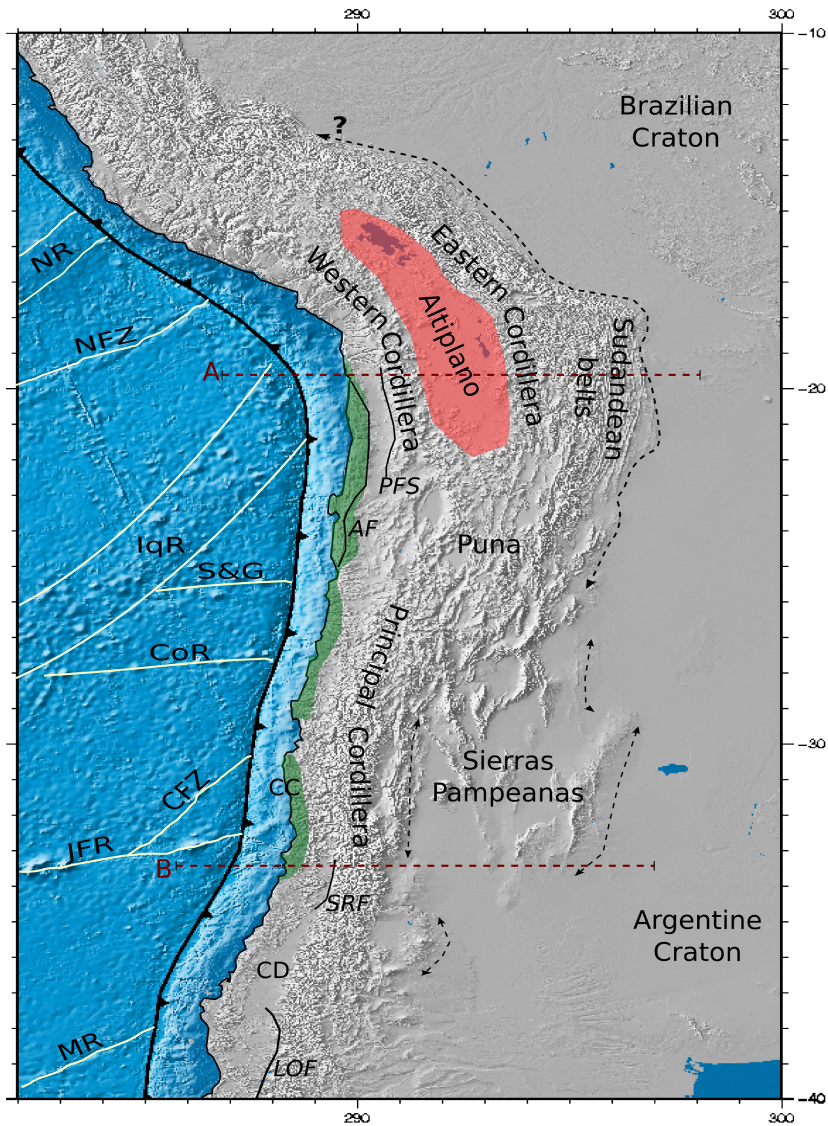 290
300
-10
Brazilian
Craton
?
NR
Eastern Cordillera
Western Cordillera
Altiplano
NFZ
Sudandean
belts
A
-20
PFS
AF
IqR
Puna
S&G
CoR
Principal
Cordillera
-30
Sierras
Pampeanas
CFZ
CC
JFR
B
SRF
Argentine
Craton
CD
MR
LOF
-40
290
300